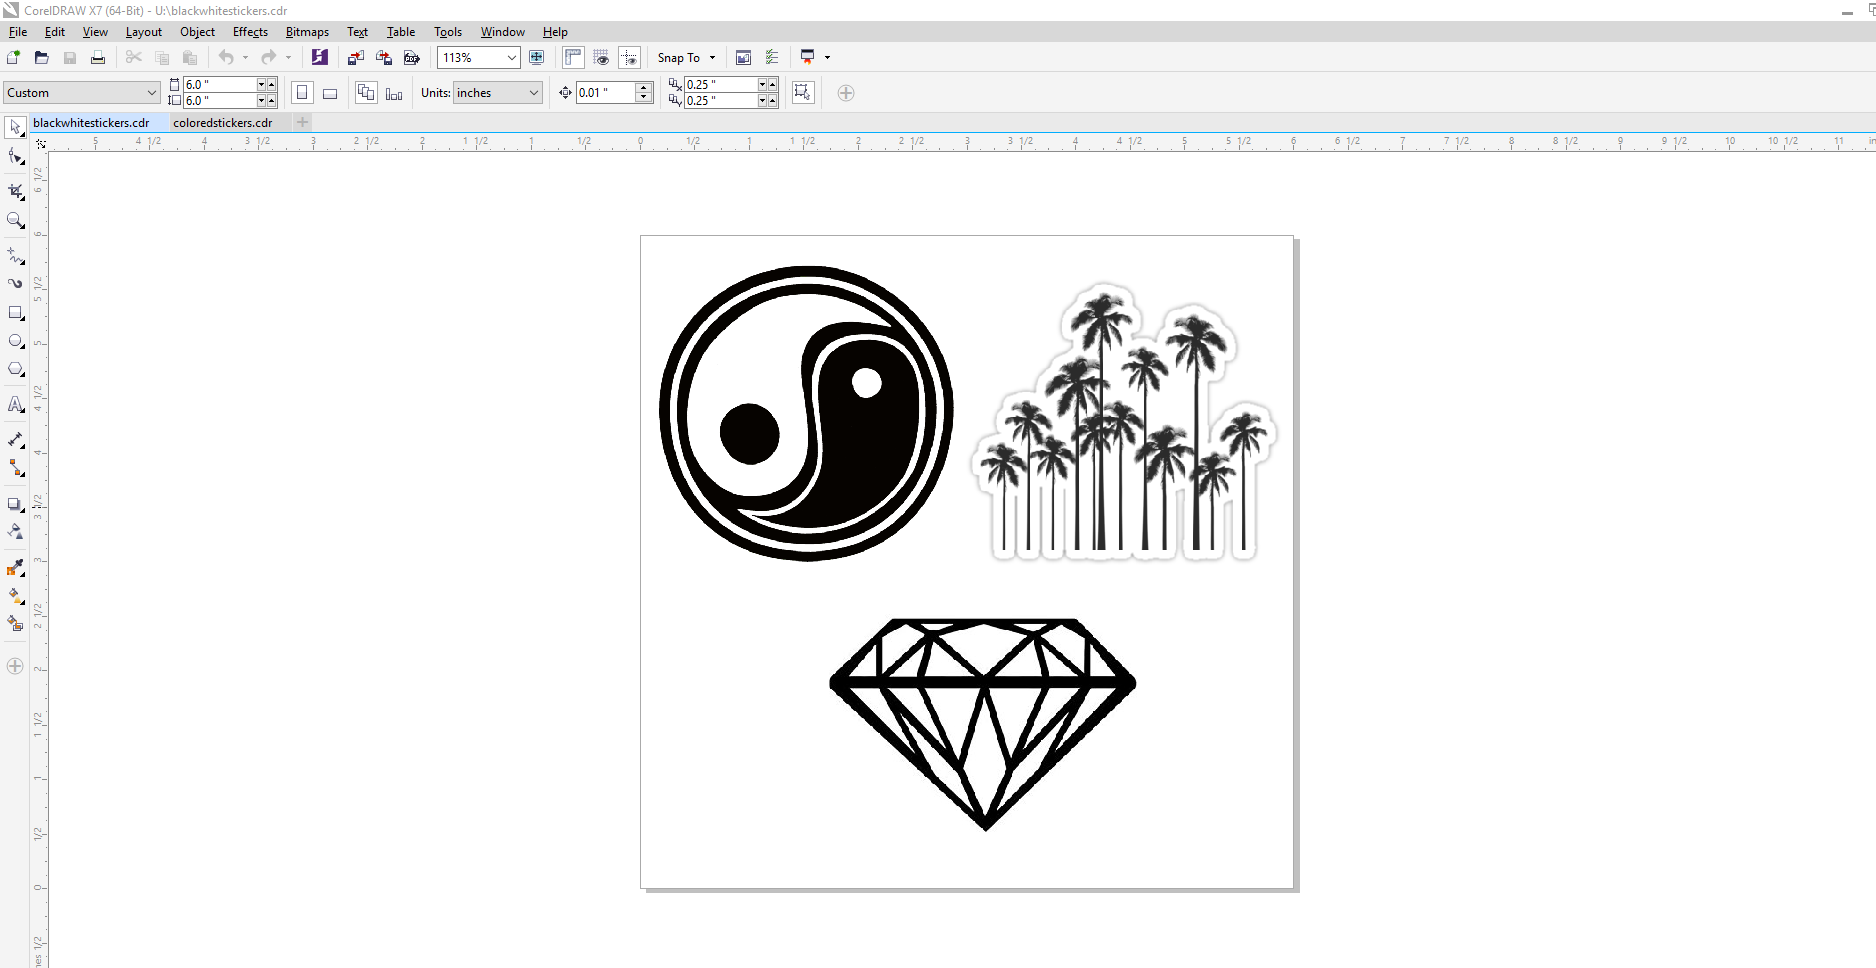 CorelDRAW X7 (64-Bit) - U:\blackwhitestickers.cdr
File Edit View Layout Object Effects Bitmaps Text Table Tools Window Help
PDF 113% Snap To
Custom 6.0 " 6.0 " Units: inches 0.01 " 0.25 " 0.25 "
blackwhitestickers.cdr coloredstickers.cdr
5 4 1/2 4 3 1/2 3 2 1/2 2 1 1/2 1 1/2 0 1/2 1 1 1/2 2 2 1/2 3 3 1/2 4 4 1/2 5 5 1/2 6 6 1/2 7 7 1/2 8 8 1/2 9 9 1/2 10 10 1/2 11 in
6 1/2
6
5 1/2
5
4 1/2
4
3 1/2
3
2 1/2
2
1 1/2
1
1/2
0
1/2
hes